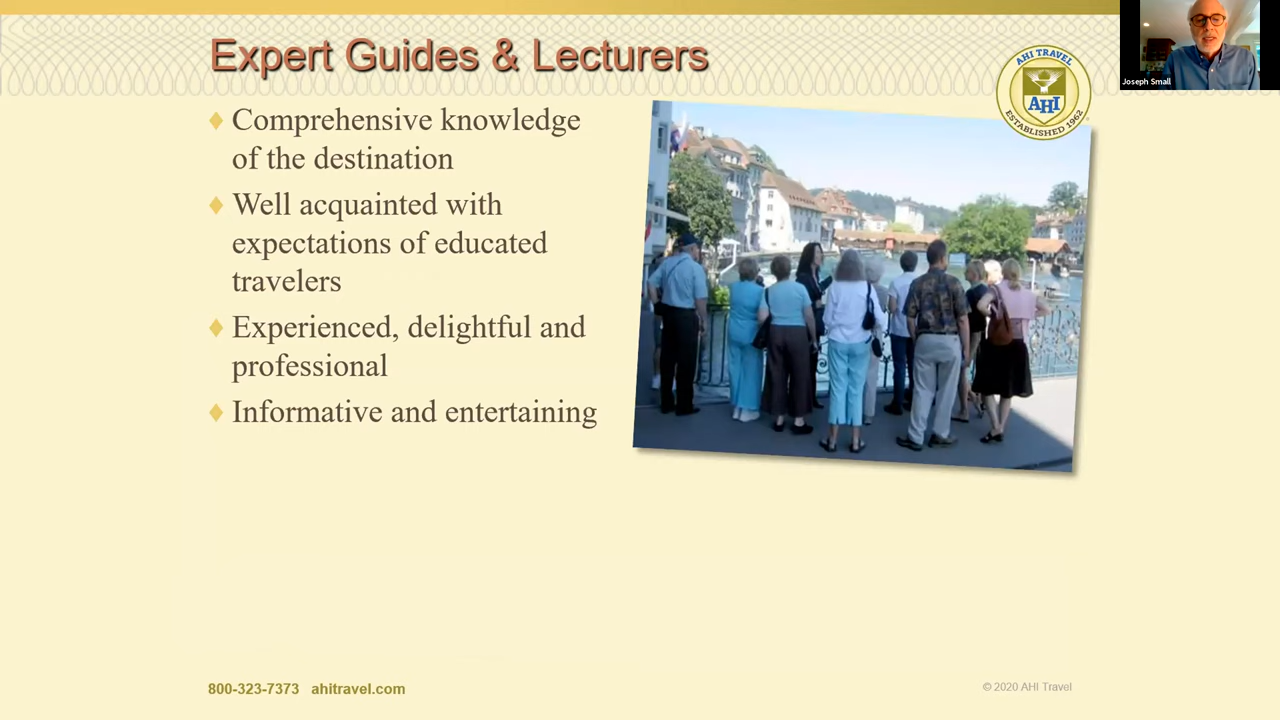 Expert Guides & Lecturers
Joseph Small
AHI TRAVEL
AHI
ESTABLISHED 1962
Comprehensive knowledge
of the destination
Well acquainted with
expectations of educated
travelers
Experienced, delightful and
professional
Informative and entertaining
800-323-7373 ahitravel.com
© 2020 AHI Travel